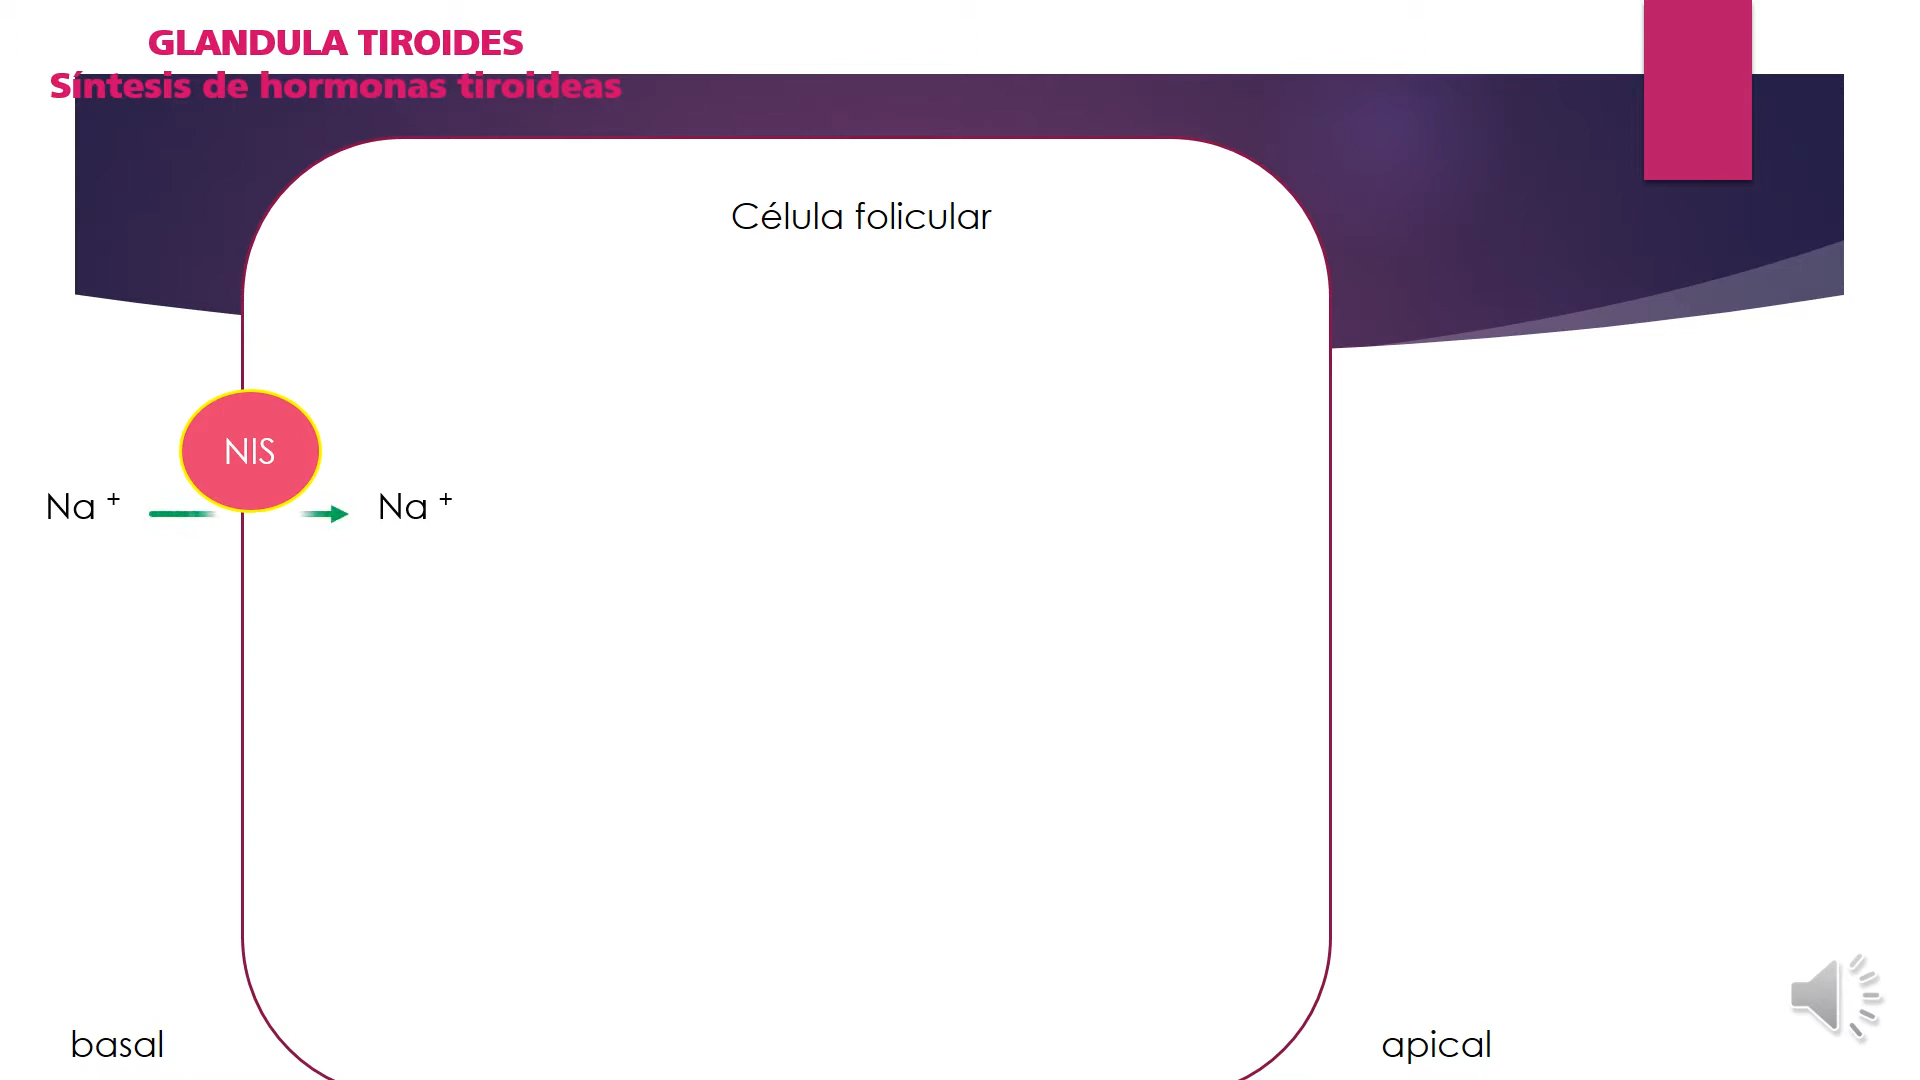 GLANDULA TIROIDES
Síntesis de hormonas tiroideas
Célula folicular
NIS
Na + Na +
basal apical